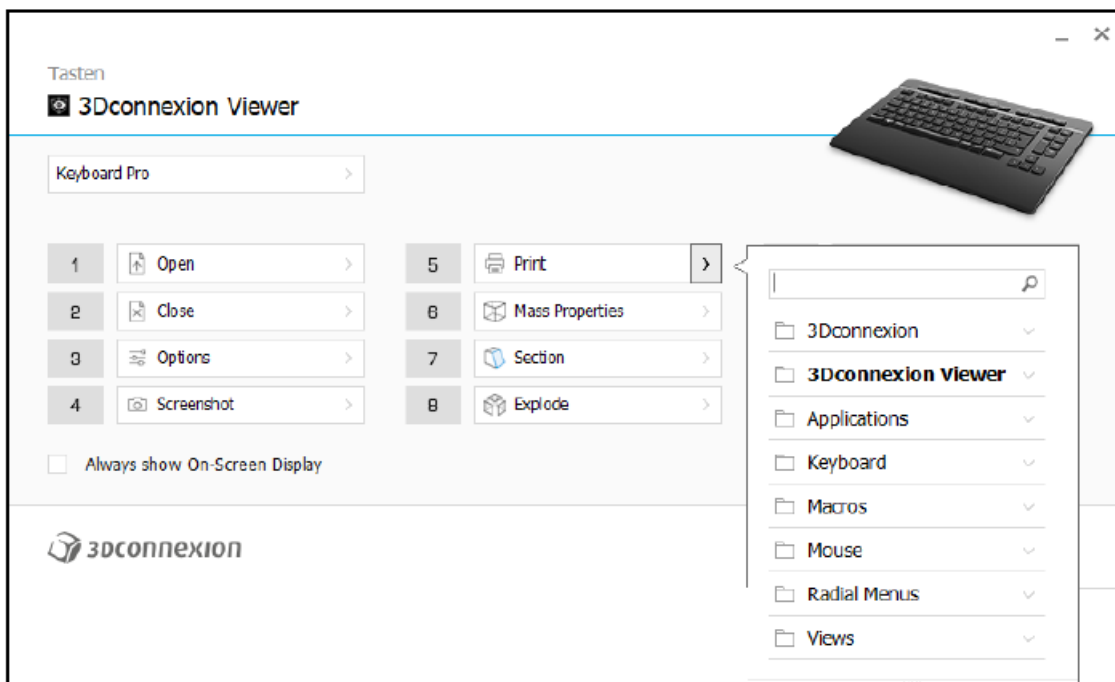 Tasten
3Dconnexion Viewer
Keyboard Pro
1 Open 5 Print
2 Close 6 Mass Properties
3 Options 7 Section
4 Screenshot 8 Explode
Always show On-Screen Display
3Dconnexion
3Dconnexion
3Dconnexion Viewer
Applications
Keyboard
Macros
Mouse
Radial Menus
Views